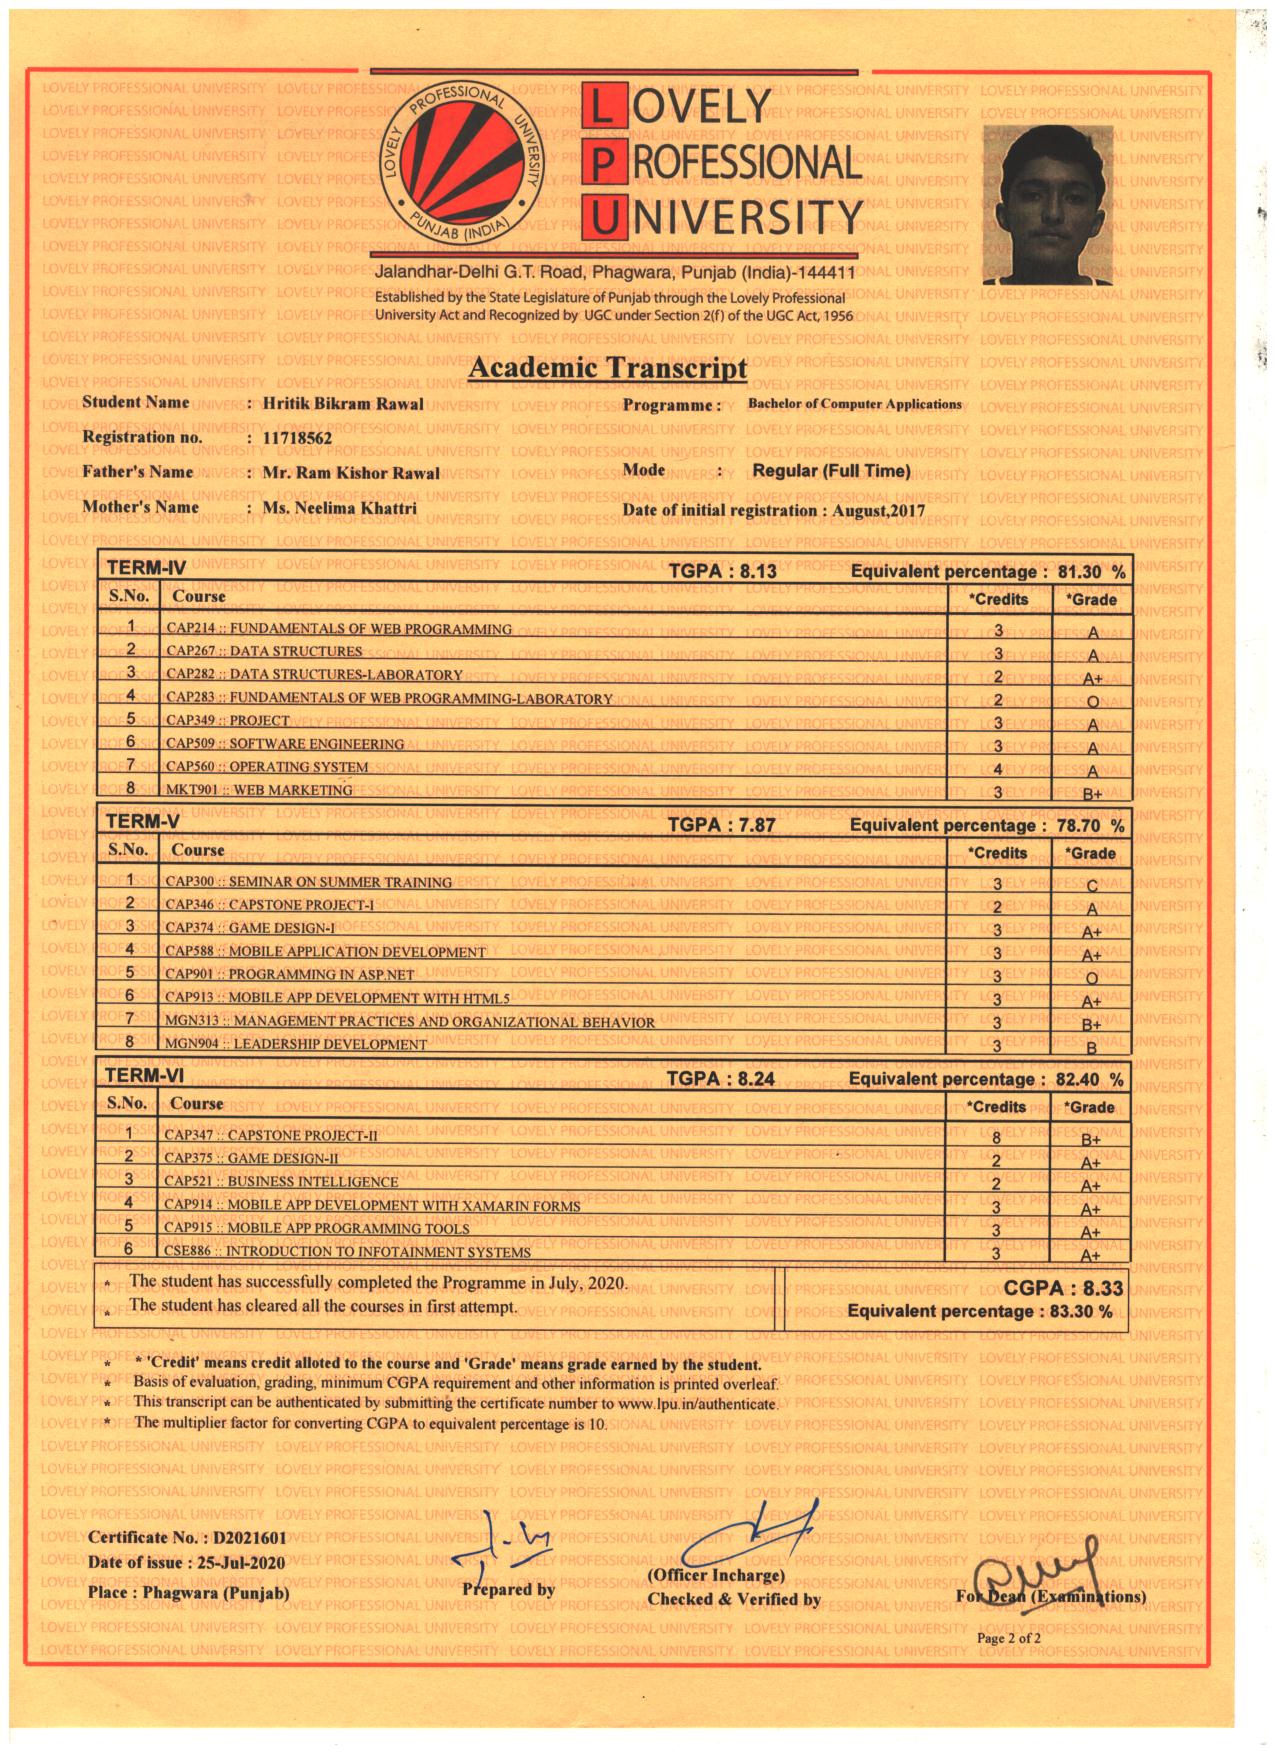 LOVELY PROFESSIONAL UNIVERSITY
PUNJAB (INDIA)
LOVELY
PROFESSIONAL
UNIVERSITY
Jalandhar-Delhi G.T. Road, Phagwara, Punjab (India)-144411
Established by the State Legislature of Punjab through the Lovely Professional
University Act and Recognized by UGC under Section 2(f) of the UGC Act, 1956
Academic Transcript
Student Name : Hritik Bikram Rawal Programme : Bachelor of Computer Applications
Registration no. : 11718562
Father's Name : Mr. Ram Kishor Rawal Mode : Regular (Full Time)
Mother's Name : Ms. Neelima Khattri Date of initial registration : August,2017
TERM-IV TGPA : 8.13 Equivalent percentage : 81.30 %
S.No. Course *Credits *Grade
1 CAP214 :: FUNDAMENTALS OF WEB PROGRAMMING 3 A
2 CAP267 :: DATA STRUCTURES 3 A
3 CAP282 :: DATA STRUCTURES-LABORATORY 2 A+
4 CAP283 :: FUNDAMENTALS OF WEB PROGRAMMING-LABORATORY 2 O
5 CAP349 :: PROJECT 3 A
6 CAP509 :: SOFTWARE ENGINEERING 3 A
7 CAP560 :: OPERATING SYSTEM 4 A
8 MKT901 :: WEB MARKETING 3 B+
TERM-V TGPA : 7.87 Equivalent percentage : 78.70 %
S.No. Course *Credits *Grade
1 CAP300 :: SEMINAR ON SUMMER TRAINING 3 C
2 CAP346 :: CAPSTONE PROJECT-I 2 A
3 CAP374 :: GAME DESIGN-I 3 A+
4 CAP588 :: MOBILE APPLICATION DEVELOPMENT 3 A+
5 CAP901 :: PROGRAMMING IN ASP.NET 3 O
6 CAP913 :: MOBILE APP DEVELOPMENT WITH HTML5 3 A+
7 MGN313 :: MANAGEMENT PRACTICES AND ORGANIZATIONAL BEHAVIOR 3 B+
8 MGN904 :: LEADERSHIP DEVELOPMENT 3 B
TERM-VI TGPA : 8.24 Equivalent percentage : 82.40 %
S.No. Course *Credits *Grade
1 CAP347 :: CAPSTONE PROJECT-II 8 B+
2 CAP375 :: GAME DESIGN-II 2 A+
3 CAP521 :: BUSINESS INTELLIGENCE 2 A+
4 CAP914 :: MOBILE APP DEVELOPMENT WITH XAMARIN FORMS 3 A+
5 CAP915 :: MOBILE APP PROGRAMMING TOOLS 3 A+
6 CSE886 :: INTRODUCTION TO INFOTAINMENT SYSTEMS 3 A+
* The student has successfully completed the Programme in July, 2020. CGPA : 8.33
* The student has cleared all the courses in first attempt. Equivalent percentage : 83.30 %
* * 'Credit' means credit alloted to the course and 'Grade' means grade earned by the student.
* Basis of evaluation, grading, minimum CGPA requirement and other information is printed overleaf.
* This transcript can be authenticated by submitting the certificate number to www.lpu.in/authenticate.
* The multiplier factor for converting CGPA to equivalent percentage is 10.
Certificate No. : D2021601
Date of issue : 25-Jul-2020
Place : Phagwara (Punjab)
Prepared by
(Officer Incharge)
Checked & Verified by
For Dean (Examinations)
Page 2 of 2